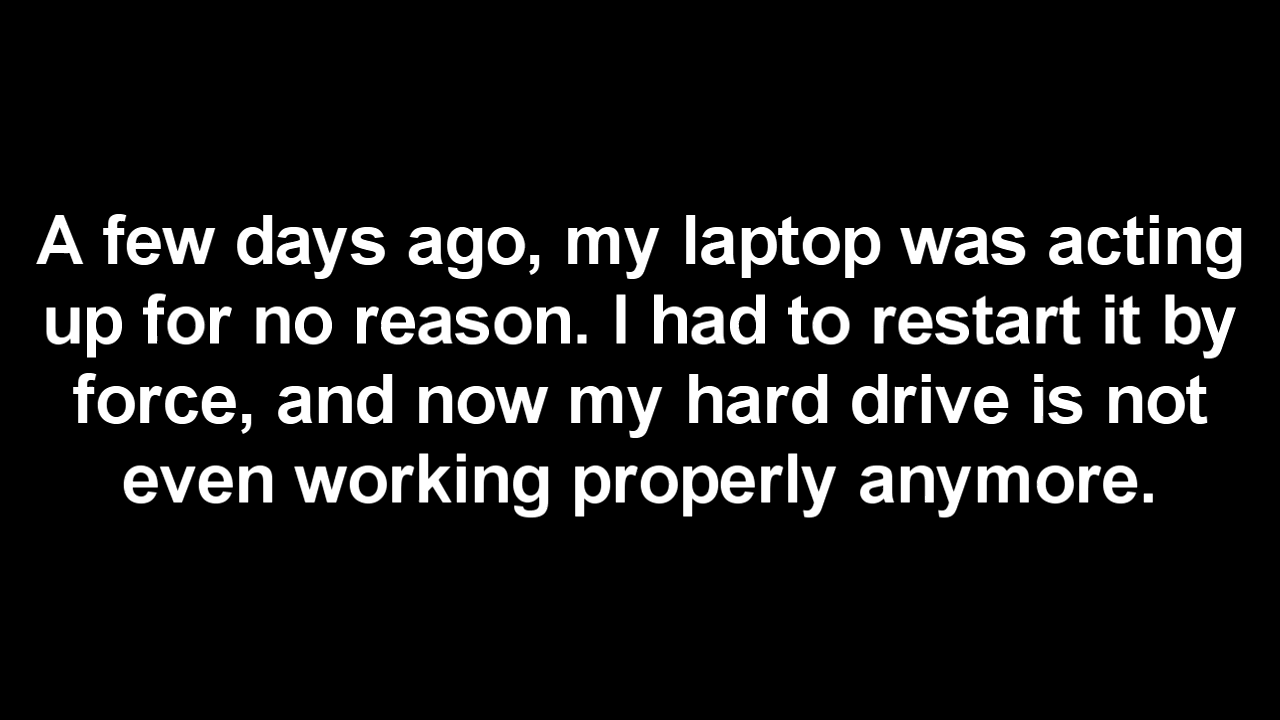 A few days ago, my laptop was acting
up for no reason. I had to restart it by
force, and now my hard drive is not
even working properly anymore.